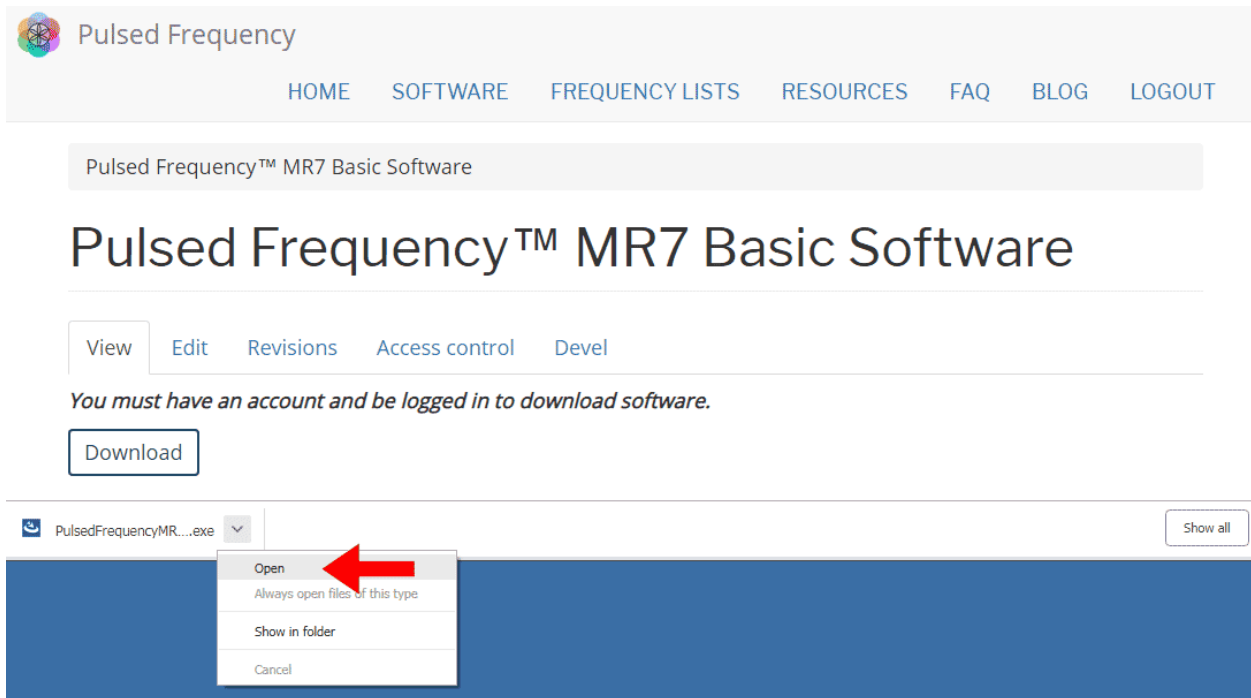 Pulsed Frequency
HOME SOFTWARE FREQUENCY LISTS RESOURCES FAQ BLOG LOGOUT
Pulsed Frequency™ MR7 Basic Software
Pulsed Frequency™ MR7 Basic Software
View Edit Revisions Access control Devel
You must have an account and be logged in to download software.
Download
PulsedFrequencyMR....exe Show all
Open
Always open files of this type
Show in folder
Cancel